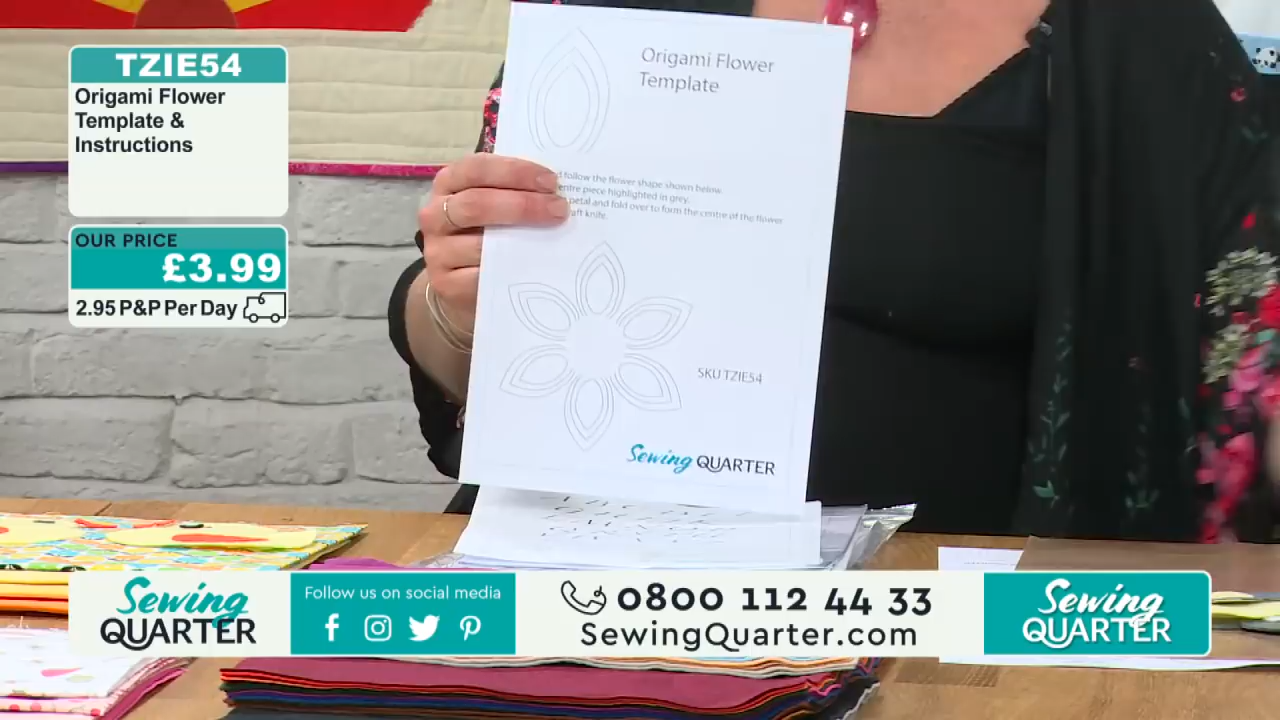 TZIE54
Origami Flower
Template &
Instructions
OUR PRICE
£3.99
2.95 P&P Per Day
Origami Flower
Template
follow the flower shape shown below.
entre piece highlighted in grey.
petal and fold over to form the centre of the flower
aft knife.
SKU TZIE54
Sewing QUARTER
Sewing
QUARTER
Follow us on social media
0800 112 44 33
SewingQuarter.com
Sewing
QUARTER